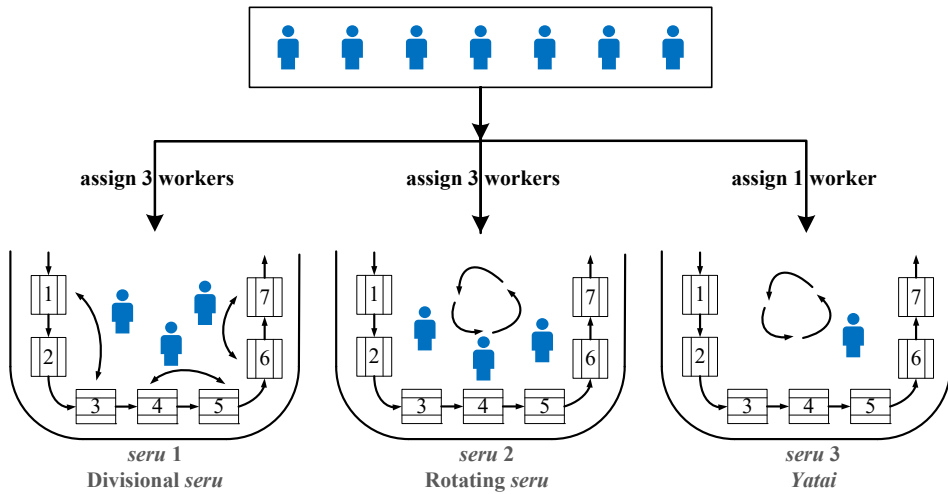 assign 3 workers
assign 3 workers
assign 1 worker
1
2
3
4
5
6
7
1
2
3
4
5
6
7
1
2
3
4
5
6
7
seru 1
Divisional seru
seru 2
Rotating seru
seru 3
Yatai